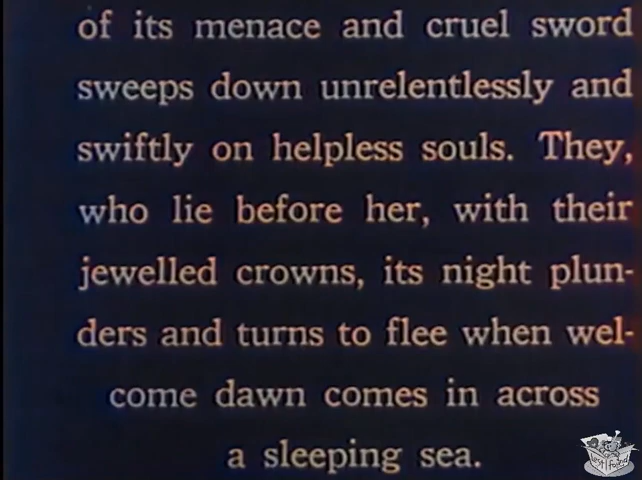 of its menace and cruel sword
sweeps down unrelentlessly and
swiftly on helpless souls. They,
who lie before her, with their
jewelled crowns, its night plun-
ders and turns to flee when wel-
come dawn comes in across
a sleeping sea.